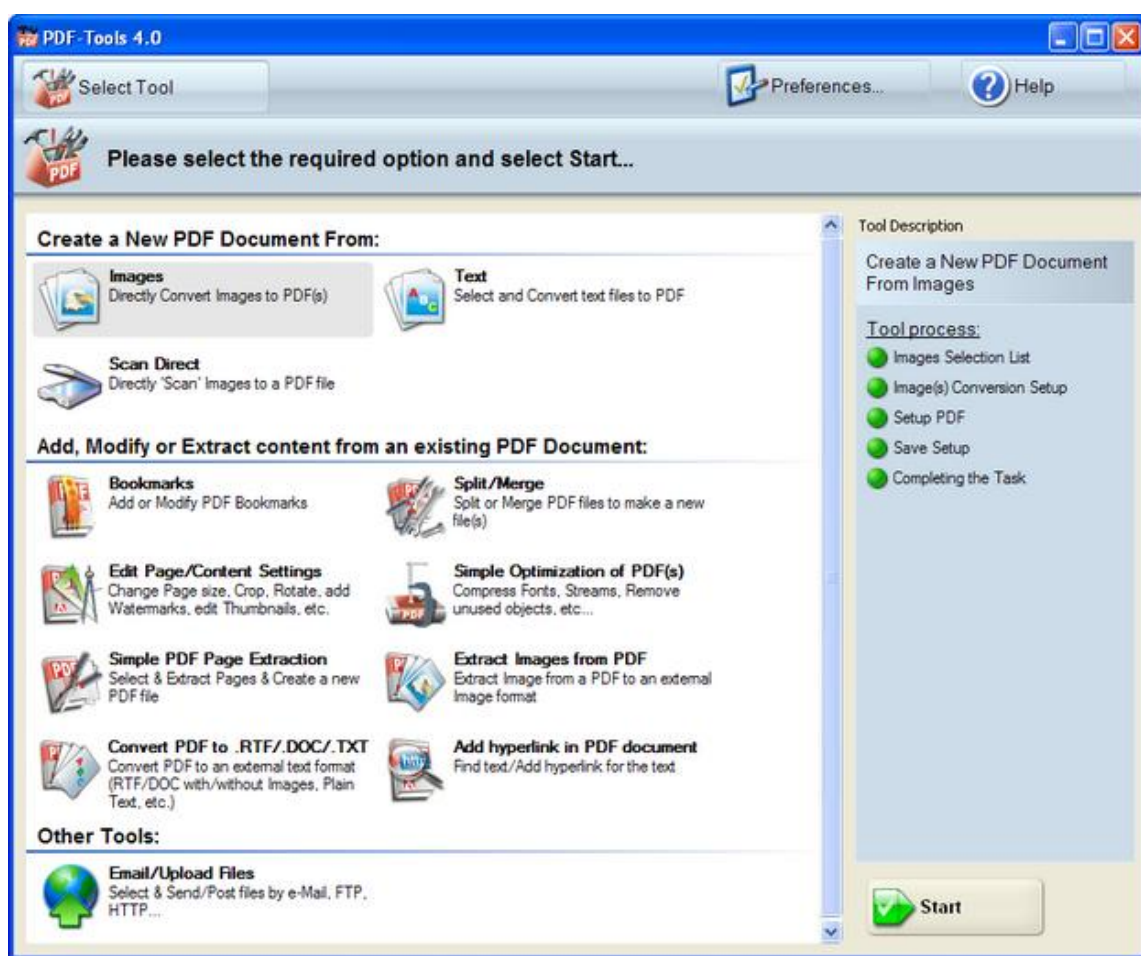 PDF-Tools 4.0
Select Tool
Preferences...
Help
Please select the required option and select Start...
Create a New PDF Document From:
Images
Directly Convert Images to PDF(s)
Text
Select and Convert text files to PDF
Scan Direct
Directly 'Scan' Images to a PDF file
Add, Modify or Extract content from an existing PDF Document:
Bookmarks
Add or Modify PDF Bookmarks
Split/Merge
Split or Merge PDF files to make a new
file(s)
Edit Page/Content Settings
Change Page size, Crop, Rotate, add
Watermarks, edit Thumbnails, etc.
Simple Optimization of PDF(s)
Compress Fonts, Streams, Remove
unused objects, etc...
Simple PDF Page Extraction
Select & Extract Pages & Create a new
PDF file
Extract Images from PDF
Extract Image from a PDF to an external
Image format
Convert PDF to .RTF/.DOC/.TXT
Convert PDF to an external text format
(RTF/DOC with/without Images, Plain
Text, etc.)
Add hyperlink in PDF document
Find text/Add hyperlink for the text
Other Tools:
Email/Upload Files
Select & Send/Post files by e-Mail, FTP,
HTTP...
Tool Description
Create a New PDF Document
From Images
Tool process:
Images Selection List
Image(s) Conversion Setup
Setup PDF
Save Setup
Completing the Task
Start